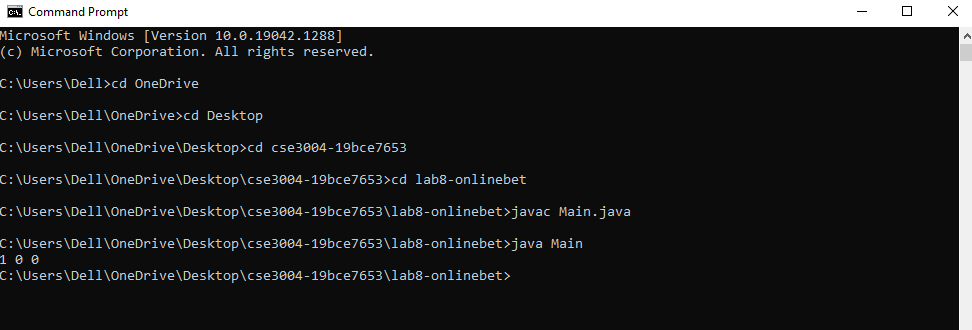 Command Prompt
Microsoft Windows [Version 10.0.19042.1288]
(c) Microsoft Corporation. All rights reserved.
C:\Users\Dell>cd OneDrive
C:\Users\Dell\OneDrive>cd Desktop
C:\Users\Dell\OneDrive\Desktop>cd cse3004-19bce7653
C:\Users\Dell\OneDrive\Desktop\cse3004-19bce7653>cd lab8-onlinebet
C:\Users\Dell\OneDrive\Desktop\cse3004-19bce7653\lab8-onlinebet>javac Main.java
C:\Users\Dell\OneDrive\Desktop\cse3004-19bce7653\lab8-onlinebet>java Main
1 0 0
C:\Users\Dell\OneDrive\Desktop\cse3004-19bce7653\lab8-onlinebet>